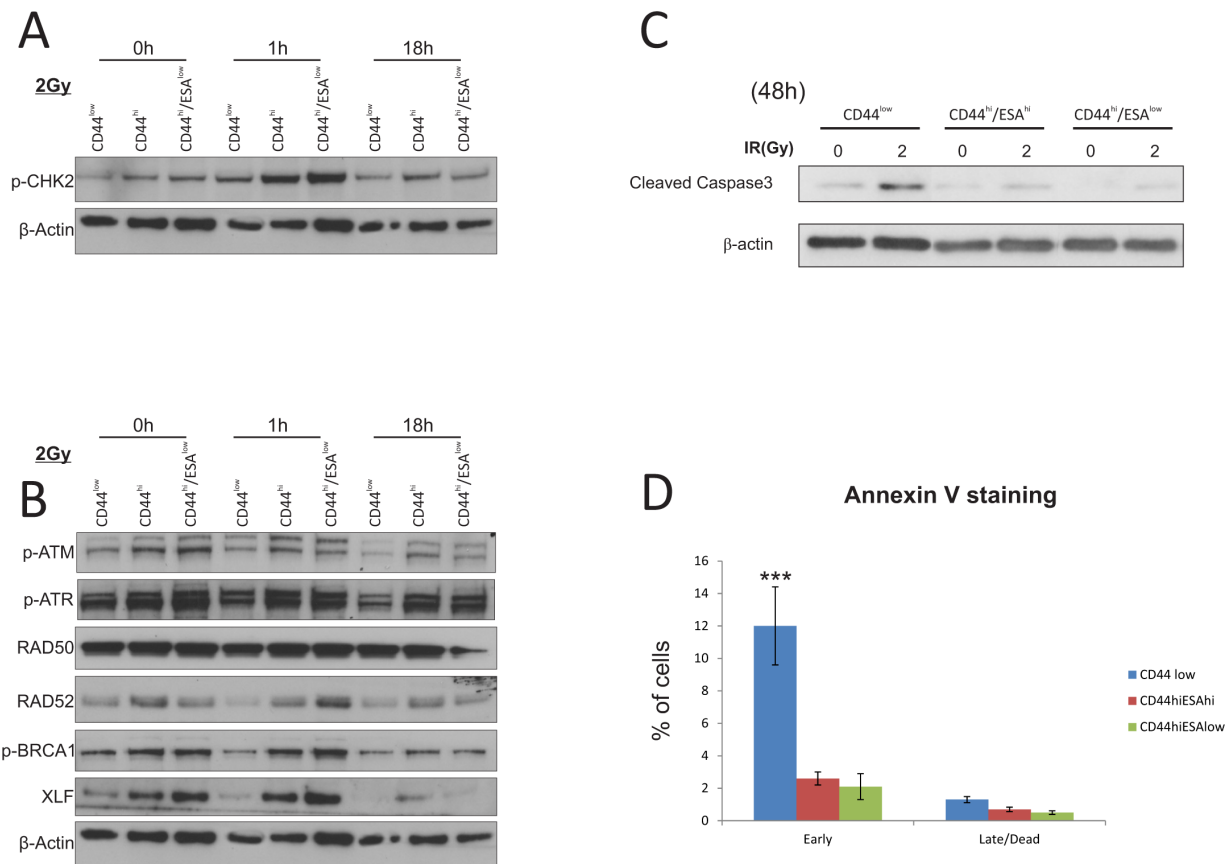 A
0h 1h 18h
2Gy
CD44low CD44hi CD44hi/ESAlow CD44low CD44hi CD44hi/ESAlow CD44low CD44hi CD44hi/ESAlow
p-CHK2
β-Actin
C
(48h)
CD44low CD44hi/ESAhi CD44hi/ESAlow
IR(Gy) 0 2 0 2 0 2
Cleaved Caspase3
β-actin
B
0h 1h 18h
2Gy
CD44low CD44hi CD44hi/ESAlow CD44low CD44hi CD44hi/ESAlow CD44low CD44hi CD44hi/ESAlow
p-ATM
p-ATR
RAD50
RAD52
p-BRCA1
XLF
β-Actin
D
Annexin V staining
% of cells
16
14
12
10
8
6
4
2
0
***
Early Late/Dead
CD44 low
CD44hiESAhi
CD44hiESAlow